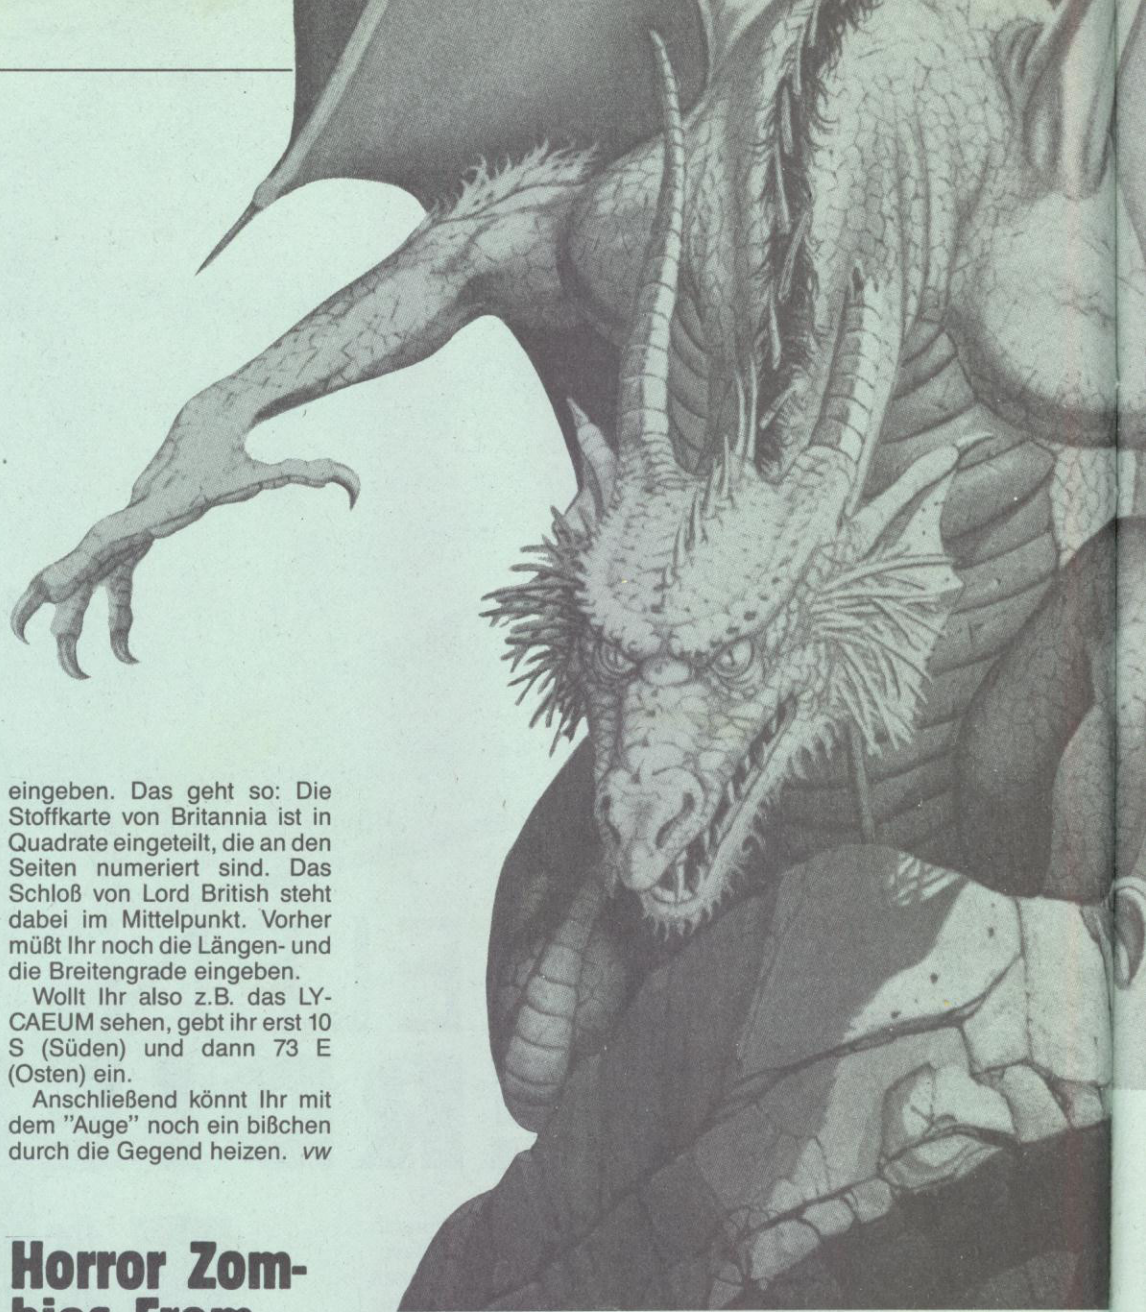 eingeben. Das geht so: Die
Stoffkarte von Britannia ist in
Quadrate eingeteilt, die an den
Seiten numeriert sind. Das
Schloß von Lord British steht
dabei im Mittelpunkt. Vorher
müßt Ihr noch die Längen- und
die Breitengrade eingeben.
Wollt Ihr also z.B. das LY-
CAEUM sehen, gebt ihr erst 10
S (Süden) und dann 73 E
(Osten) ein.
Anschließend könnt Ihr mit
dem ”Auge” noch ein bißchen
durch die Gegend heizen. vw
Horror Zom-
bies From